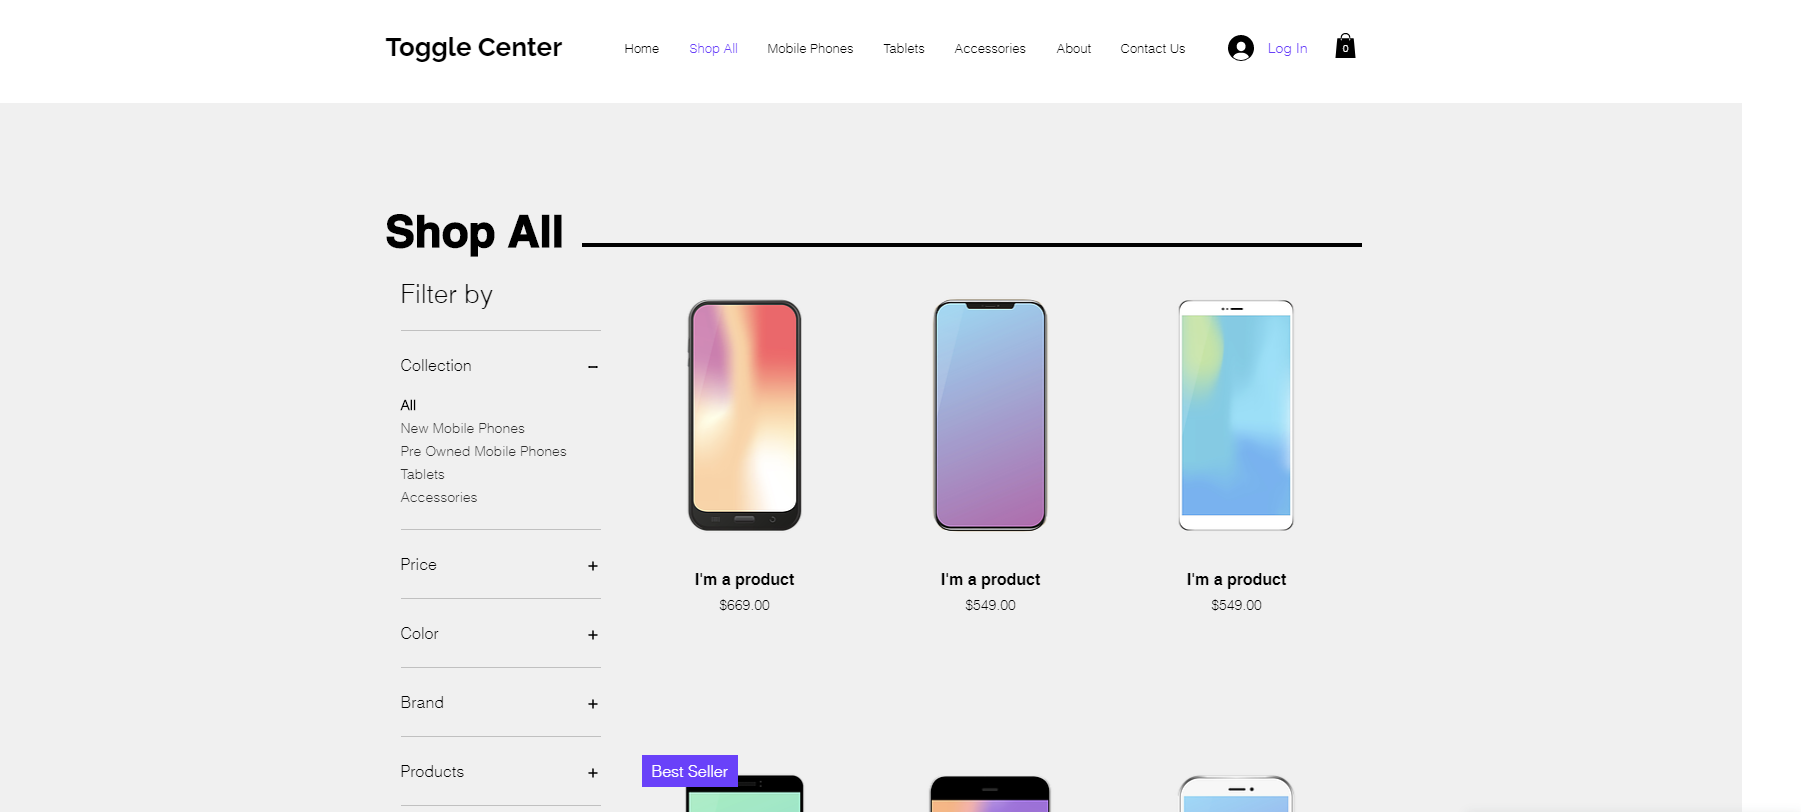 Toggle Center
Home Shop All Mobile Phones Tablets Accessories About Contact Us Log In 0
Shop All
Filter by
Collection
All
New Mobile Phones
Pre Owned Mobile Phones
Tablets
Accessories
Price
Color
Brand
Products
I'm a product
$669.00
I'm a product
$549.00
I'm a product
$549.00
Best Seller